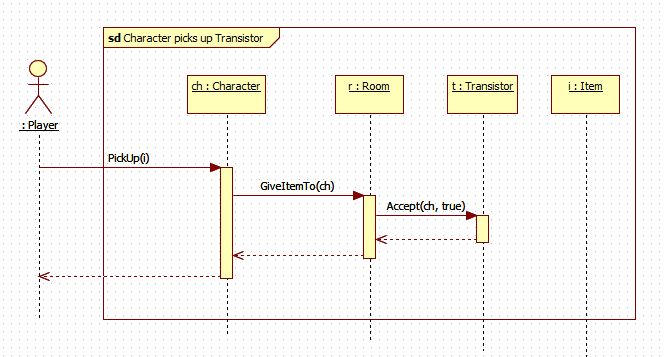 sd Character picks up Transistor
ch : Character
r : Room
t : Transistor
i : Item
: Player
PickUp(i)
GiveItemTo(ch)
Accept(ch, true)